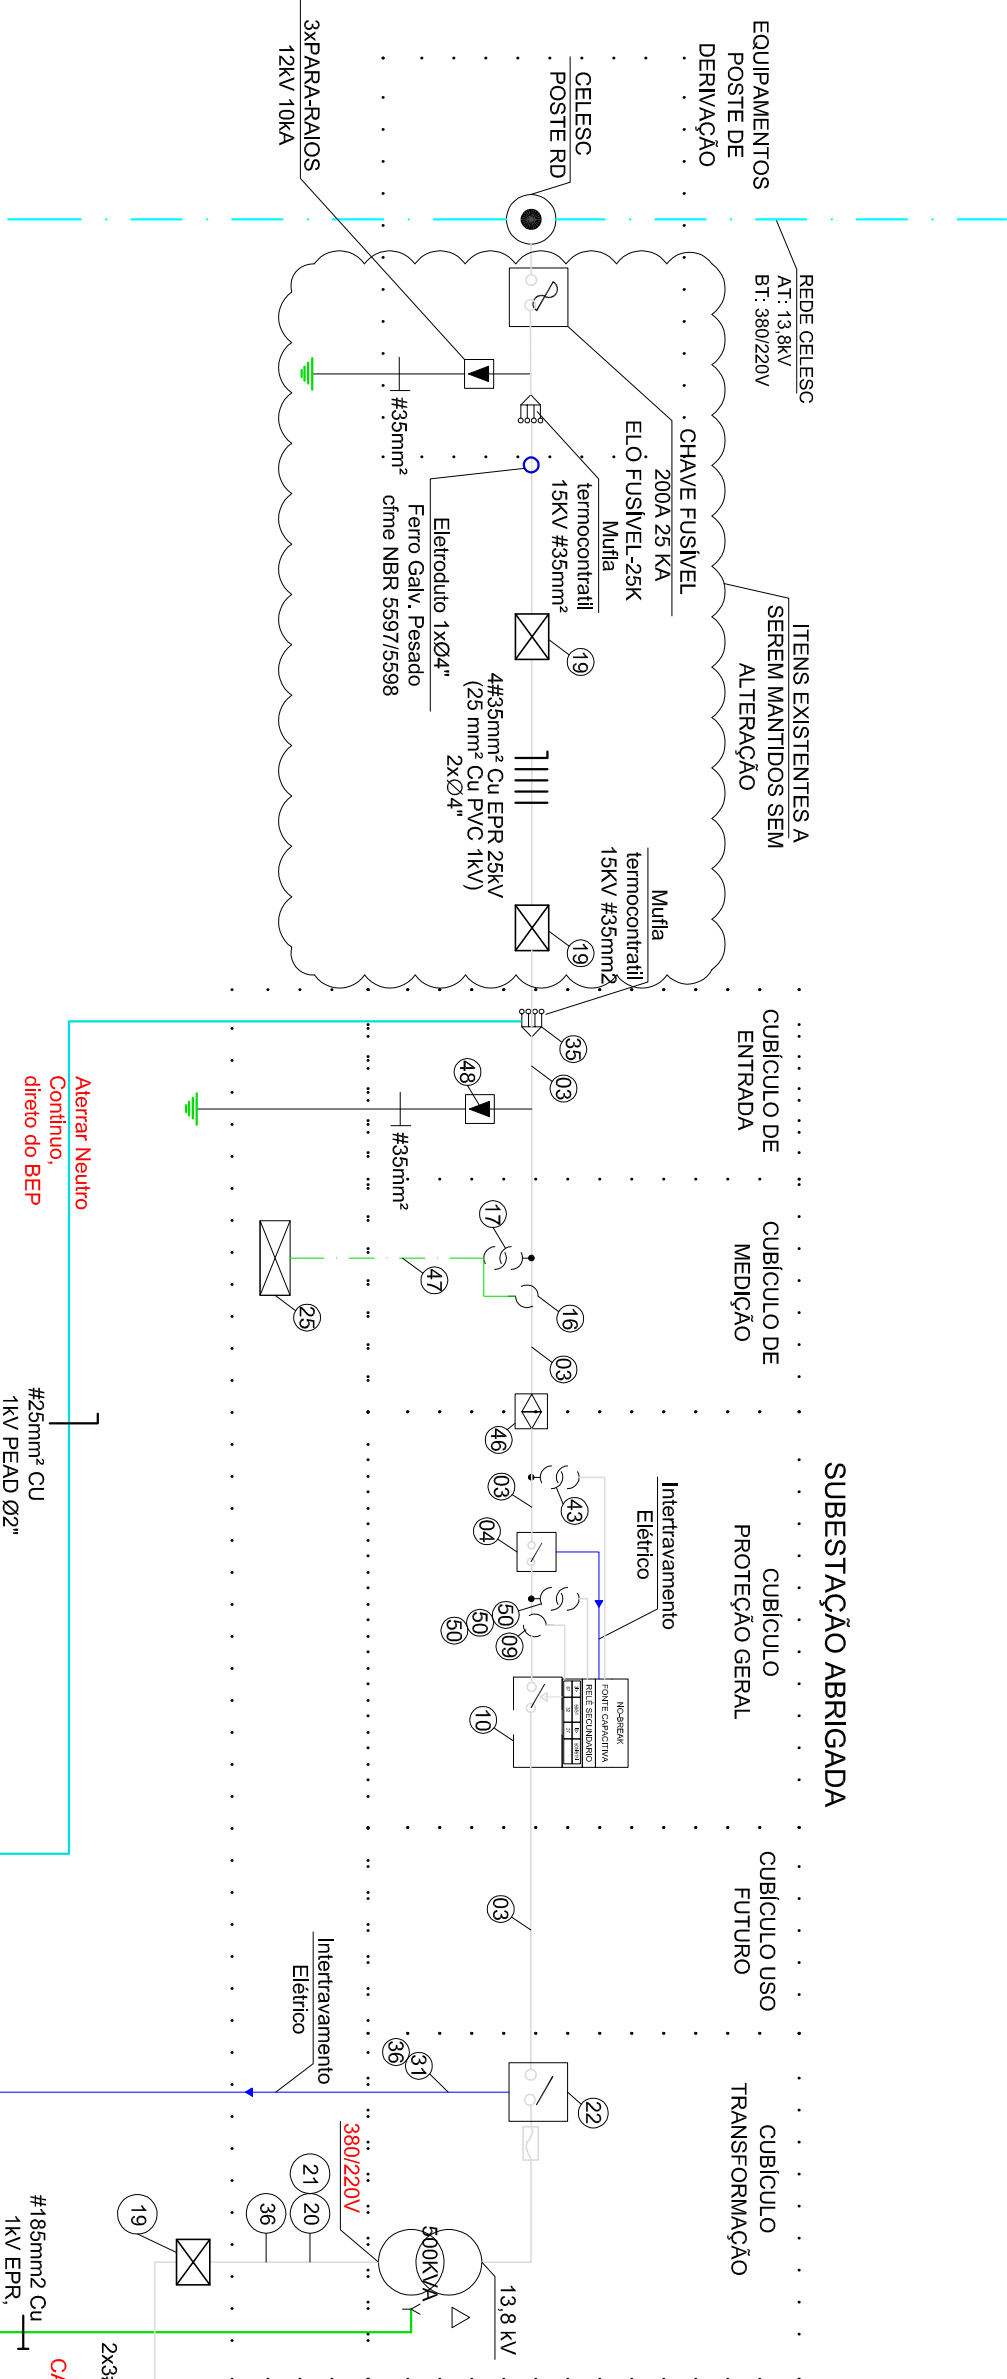 EQUIPAMENTOS
POSTE DE
DERIVAÇÃO
CELESC
POSTE RD
3xPARA-RAIOS
12kV 10kA
REDE CELESC
AT: 13,8kV
BT: 380/220V
CHAVE FUSÍVEL
200A 25 KA
ELO FUSÍVEL-25K
Mufla
termocontratil
15KV #35mm²
#35mm²
Eletroduto 1xØ4"
Ferro Galv. Pesado
cfme NBR 5597/5598
19
ITENS EXISTENTES A
SEREM MANTIDOS SEM
ALTERAÇÃO
4#35mm² Cu EPR 25kV
(25 mm² Cu PVC 1kV)
2xØ4"
19
Mufla
termocontratil
15KV #35mm2
SUBESTAÇÃO ABRIGADA
CUBÍCULO DE
ENTRADA
35
03
48
#35mm²
Aterrar Neutro
Continuo,
direto do BEP
CUBÍCULO DE
MEDIÇÃO
17
16
47
25
03
#25mm² CU
1kV PEAD Ø2"
CUBÍCULO
PROTEÇÃO GERAL
46
03
43
04
Intertravamento
Elétrico
50
50
50
09
10
NO-BREAK
FONTE CAPACITIVA
RELÉ SECUNDÁRIO
CUBÍCULO USO
FUTURO
03
Intertravamento
Elétrico
CUBÍCULO
TRANSFORMAÇÃO
22
31
36
380/220V
500KVA
13,8 kV
21
20
36
19
#185mm2 Cu
1kV EPR,